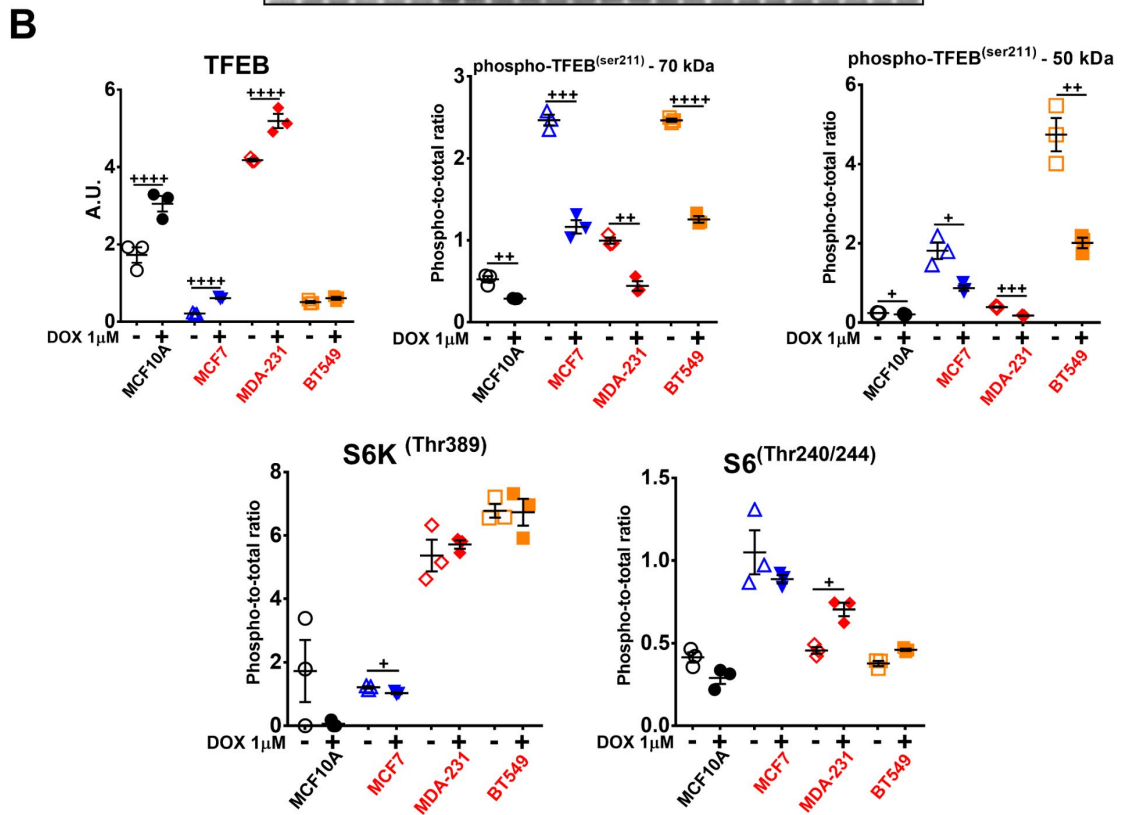 B
TFEB
A.U.
6
4
2
0
++++
++++
++++
DOX 1μM - + - + - + - +
MCF10A
MCF7
MDA-231
BT549
phospho-TFEB(ser211) - 70 kDa
Phospho-to-total ratio
3
2
1
0
++
+++
++
++++
DOX 1μM - + - + - + - +
MCF10A
MCF7
MDA-231
BT549
phospho-TFEB(ser211) - 50 kDa
Phospho-to-total ratio
6
4
2
0
+
+
+++
++
DOX 1μM - + - + - + - +
MCF10A
MCF7
MDA-231
BT549
S6K (Thr389)
Phospho-to-total ratio
8
6
4
2
0
+
DOX 1μM - + - + - + - +
MCF10A
MCF7
MDA-231
BT549
S6(Thr240/244)
Phospho-to-total ratio
1.5
1.0
0.5
0.0
+
DOX 1μM - + - + - + - +
MCF10A
MCF7
MDA-231
BT549